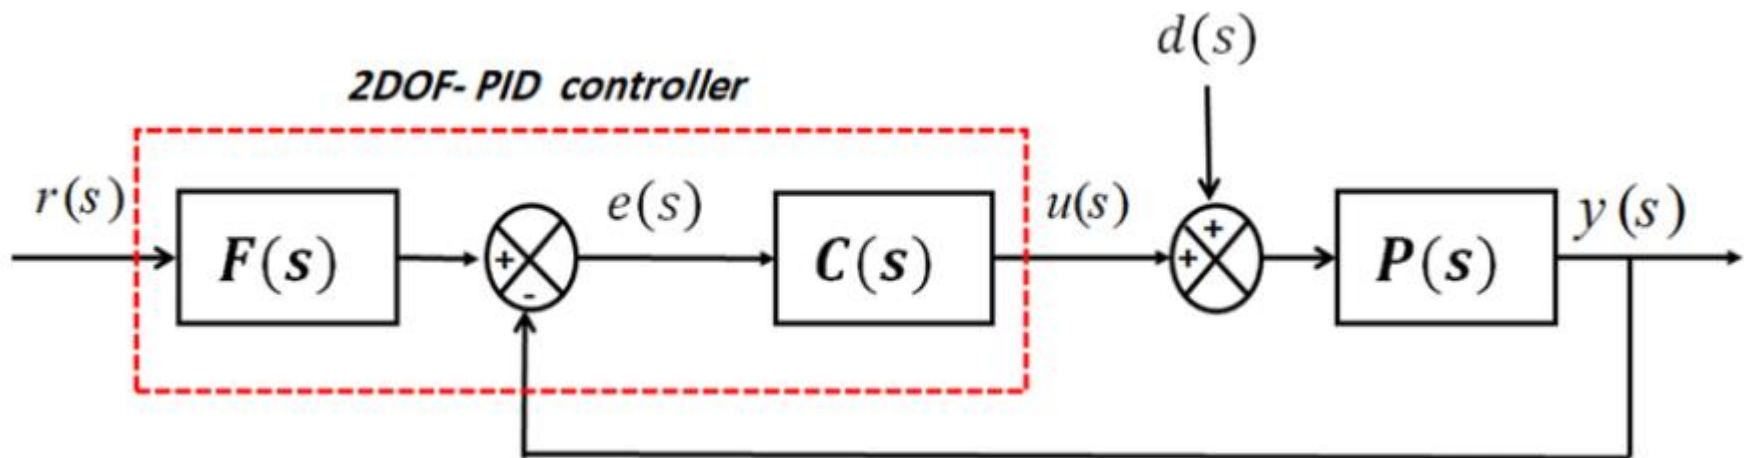 d(s)
2DOF- PID controller
r(s)
F(s)
+
-
e(s)
C(s)
u(s)
+
+
P(s)
y(s)